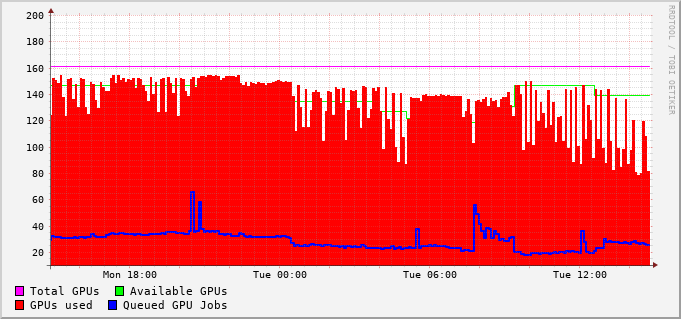 200
180
160
140
120
100
80
60
40
20
Mon 18:00 Tue 00:00 Tue 06:00 Tue 12:00
Total GPUs Available GPUs
GPUs used Queued GPU Jobs
RRDTOOL / TOBI OETIKER